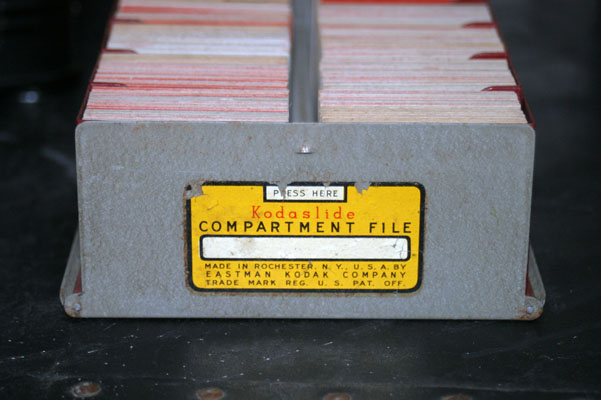 PRESS HERE
Kodaslide
COMPARTMENT FILE
MADE IN ROCHESTER, N. Y., U. S. A. BY
EASTMAN KODAK COMPANY
TRADE MARK REG. U. S. PAT. OFF.